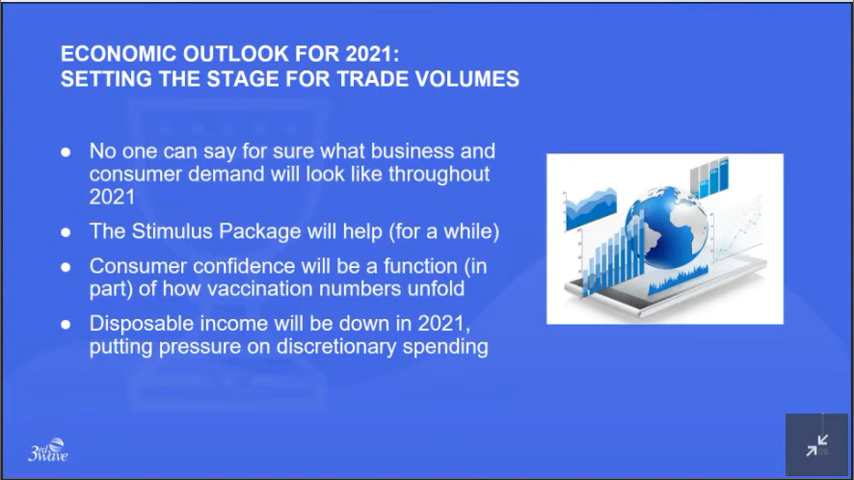 ECONOMIC OUTLOOK FOR 2021:
SETTING THE STAGE FOR TRADE VOLUMES
● No one can say for sure what business and
consumer demand will look like throughout
2021
● The Stimulus Package will help (for a while)
● Consumer confidence will be a function (in
part) of how vaccination numbers unfold
● Disposable income will be down in 2021,
putting pressure on discretionary spending
3rd wave